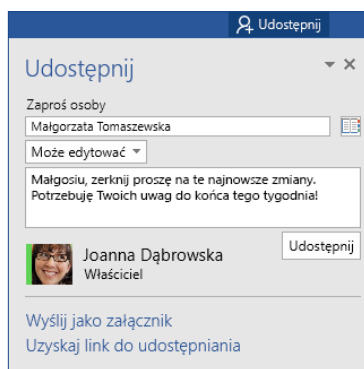 Udostępnij
Udostępnij
Zaproś osoby
Małgorzata Tomaszewska
Może edytować
Małgosiu, zerknij proszę na te najnowsze zmiany.
Potrzebuję Twoich uwag do końca tego tygodnia!
Udostępnij
Joanna Dąbrowska
Właściciel
Wyślij jako załącznik
Uzyskaj link do udostępniania